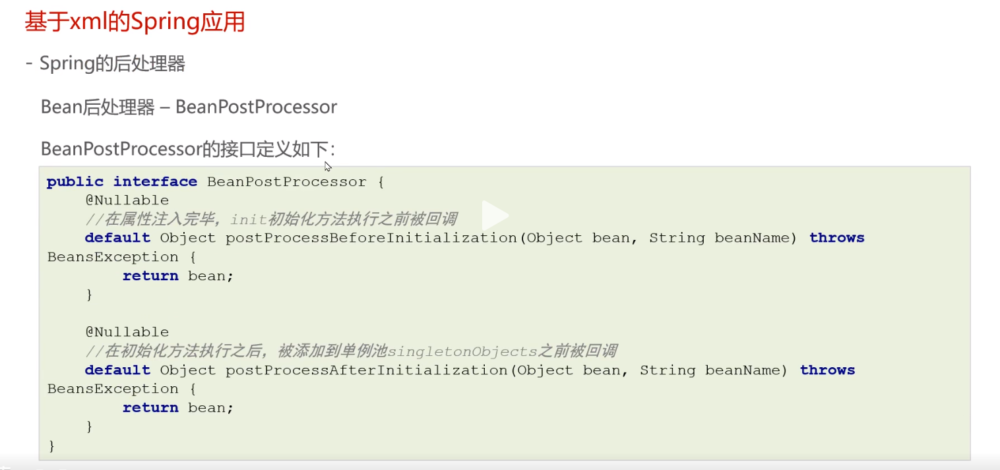 基于xml的Spring应用
- Spring的后处理器
Bean后处理器 – BeanPostProcessor
BeanPostProcessor的接口定义如下：
public interface BeanPostProcessor {
    @Nullable
    //在属性注入完毕，init初始化方法执行之前被回调
    default Object postProcessBeforeInitialization(Object bean, String beanName) throws
BeansException {
        return bean;
    }
    @Nullable
    //在初始化方法执行之后，被添加到单例池singletonObjects之前被回调
    default Object postProcessAfterInitialization(Object bean, String beanName) throws
BeansException {
        return bean;
    }
}